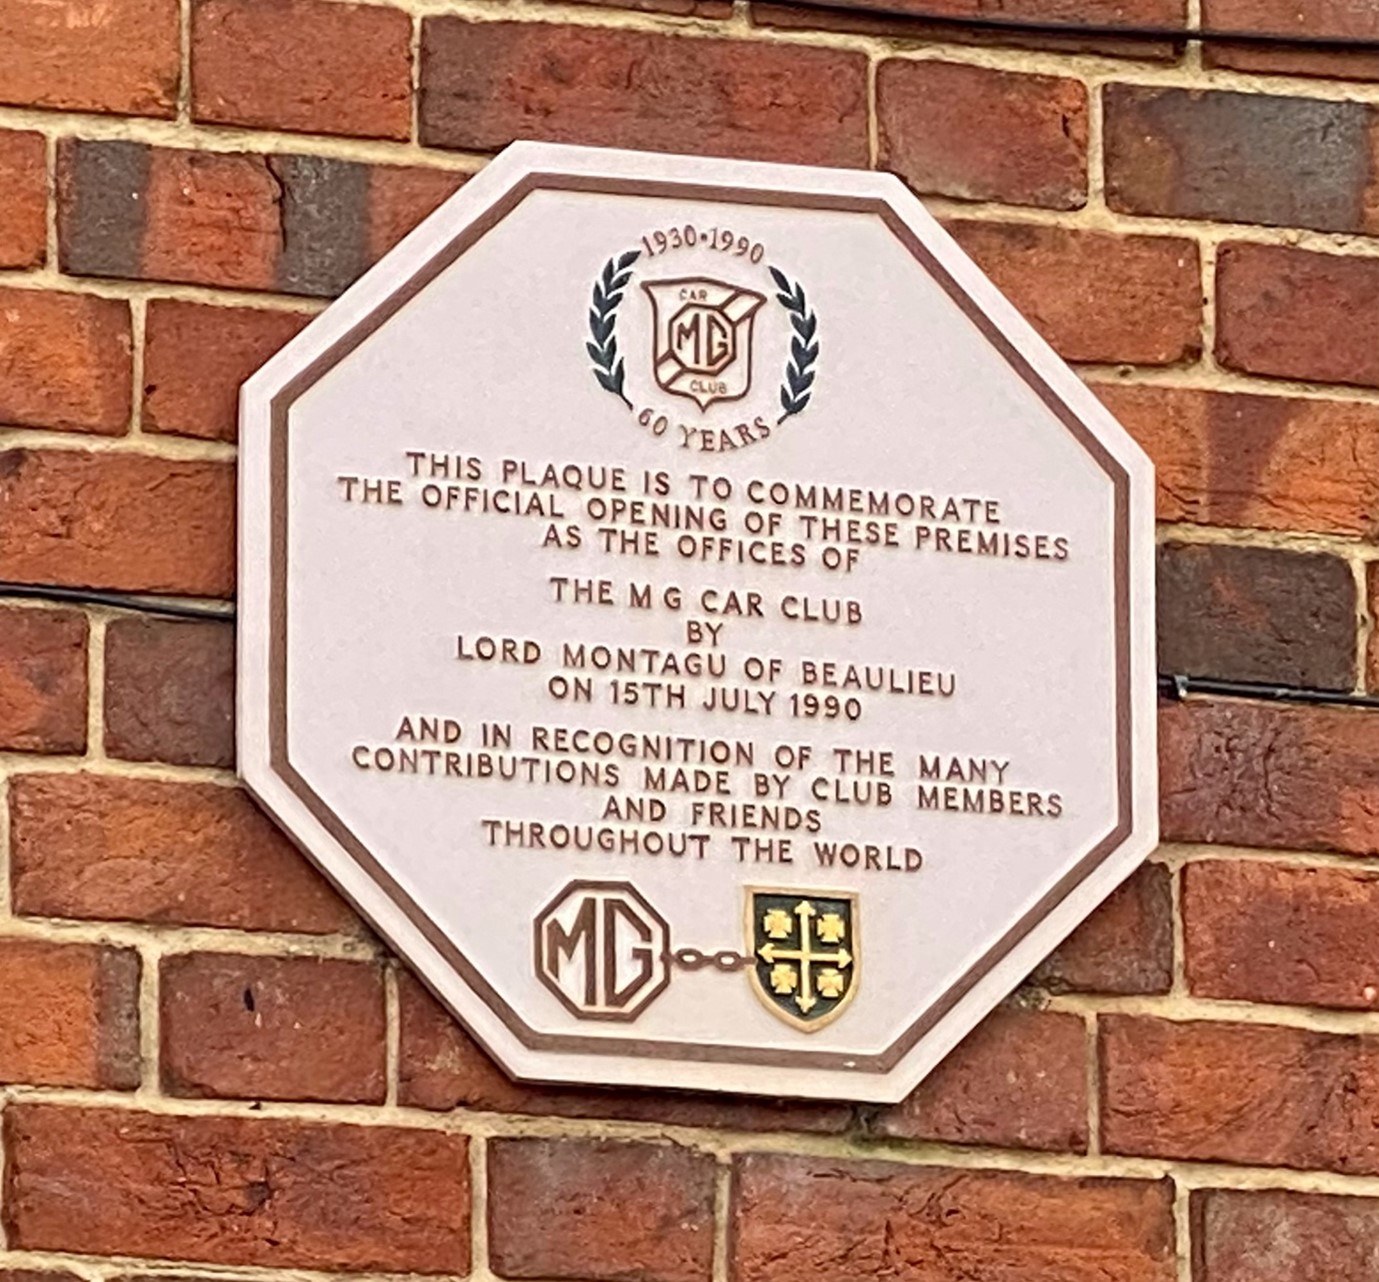 1930•1990
CAR
MG
CLUB
60 YEARS
THIS PLAQUE IS TO COMMEMORATE
THE OFFICIAL OPENING OF THESE PREMISES
AS THE OFFICES OF
THE M G CAR CLUB
BY
LORD MONTAGU OF BEAULIEU
ON 15TH JULY 1990
AND IN RECOGNITION OF THE MANY
CONTRIBUTIONS MADE BY CLUB MEMBERS
AND FRIENDS
THROUGHOUT THE WORLD
MG